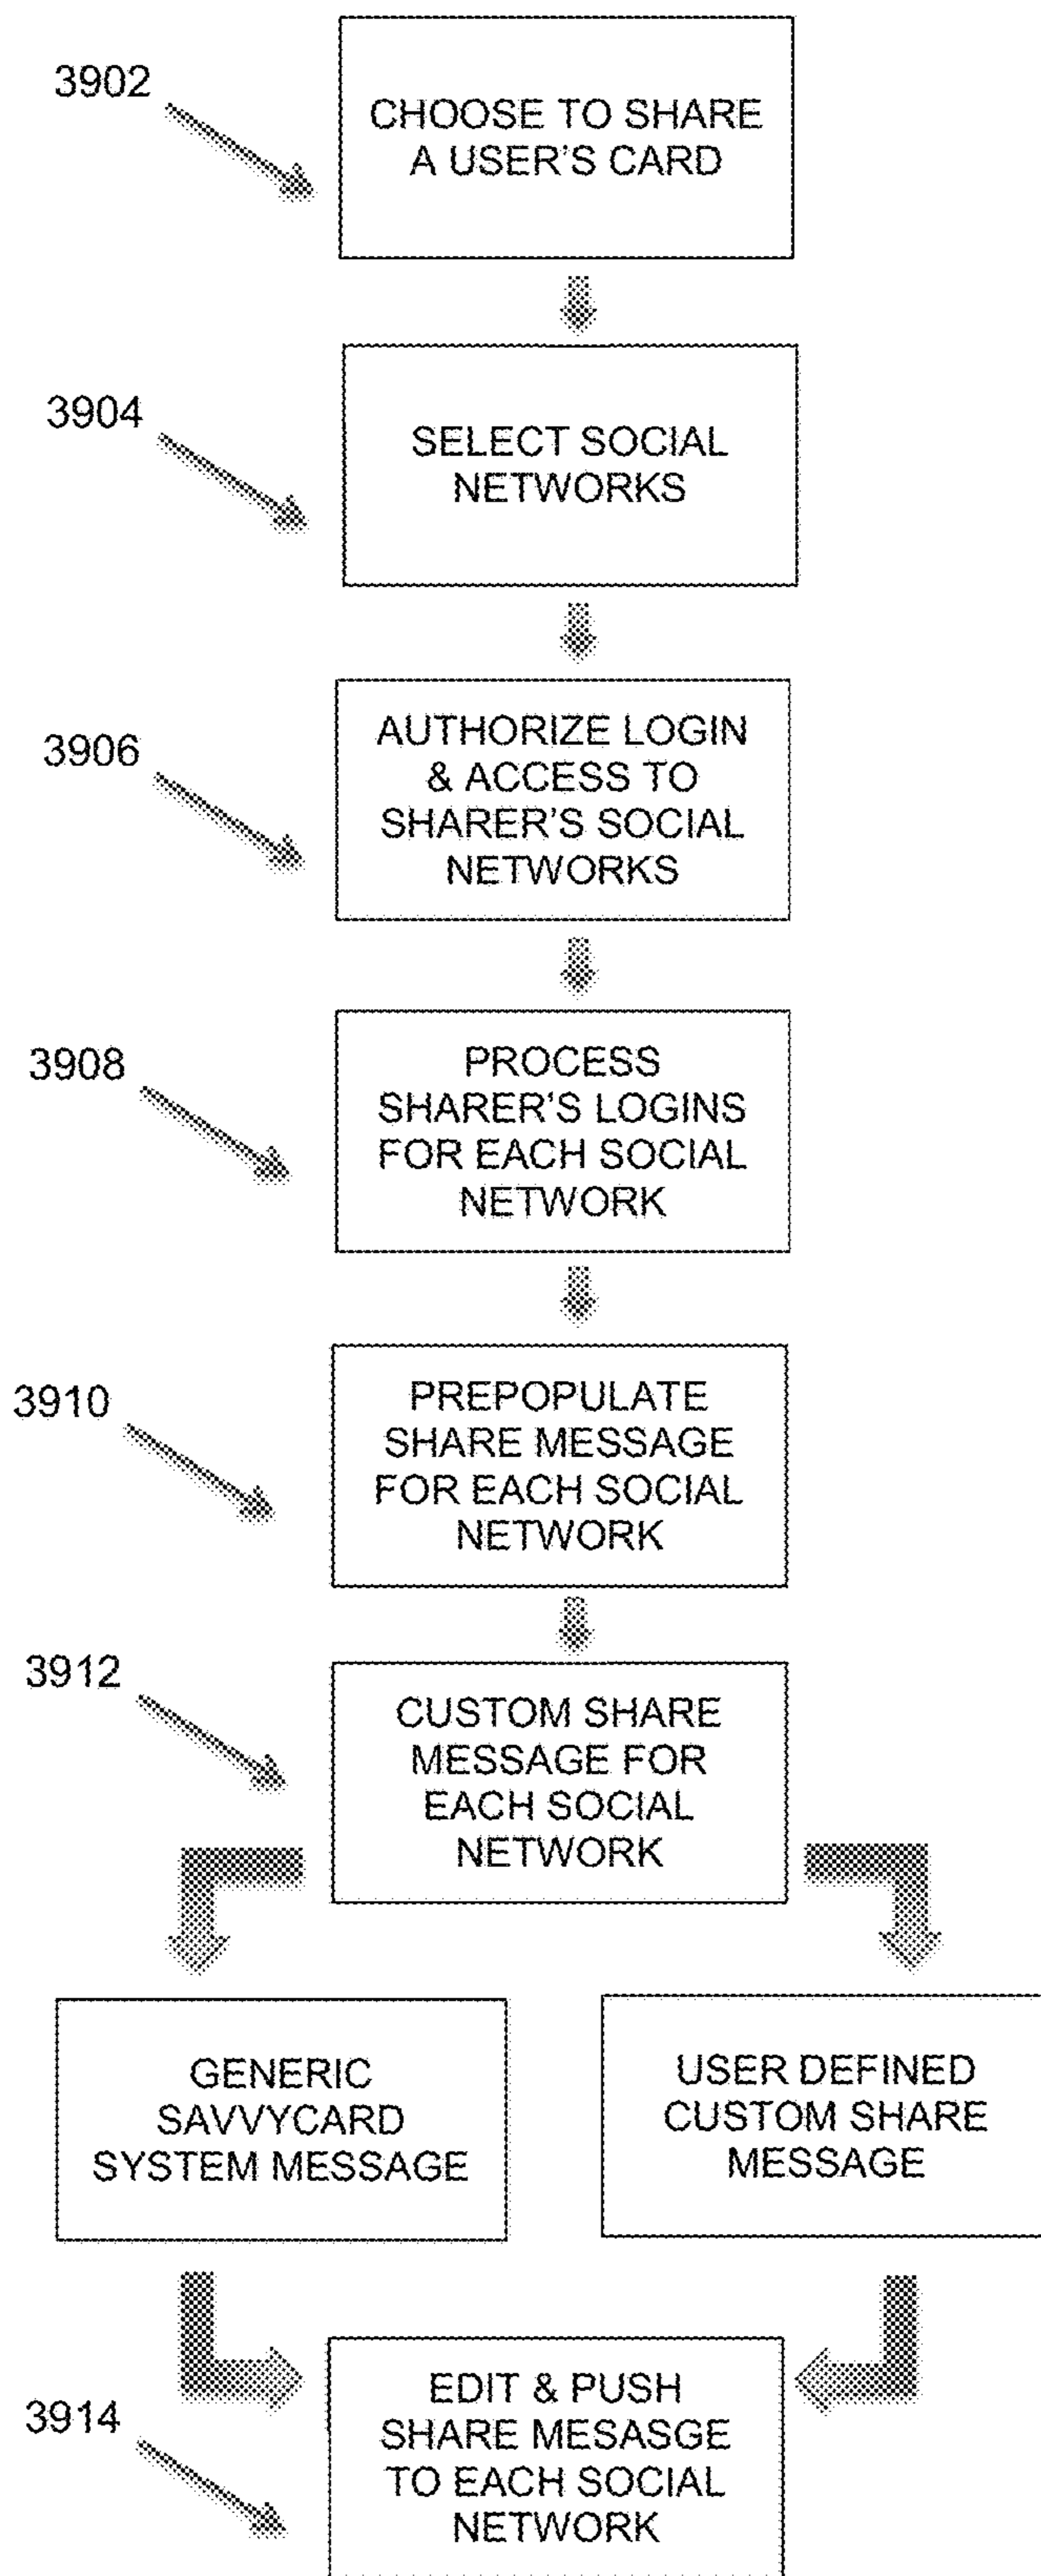 3902
CHOOSE TO SHARE
A USER'S CARD
3904
SELECT SOCIAL
NETWORKS
3906
AUTHORIZE LOGIN
& ACCESS TO
SHARER'S SOCIAL
NETWORKS
3908
PROCESS
SHARER'S LOGINS
FOR EACH SOCIAL
NETWORK
3910
PREPOPULATE
SHARE MESSAGE
FOR EACH SOCIAL
NETWORK
3912
CUSTOM SHARE
MESSAGE FOR
EACH SOCIAL
NETWORK
GENERIC
SAVVYCARD
SYSTEM MESSAGE
USER DEFINED
CUSTOM SHARE
MESSAGE
3914
EDIT & PUSH
SHARE MESASGE
TO EACH SOCIAL
NETWORK